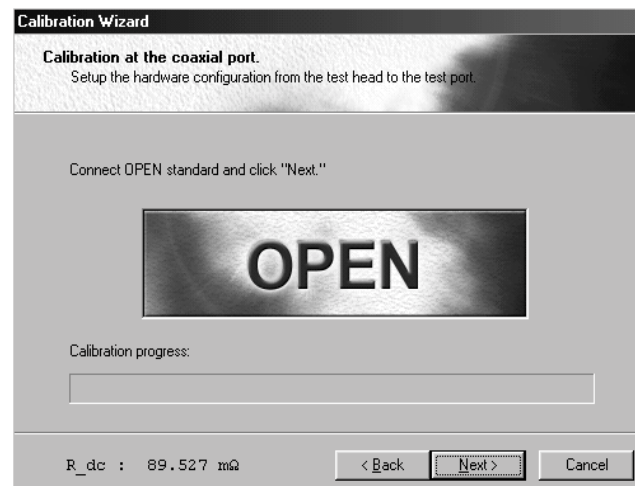 Calibration Wizard
Calibration at the coaxial port.
Setup the hardware configuration from the test head to the test port.
Connect OPEN standard and click "Next."
OPEN
Calibration progress:
R_dc : 89.527 mΩ
< Back
Next >
Cancel